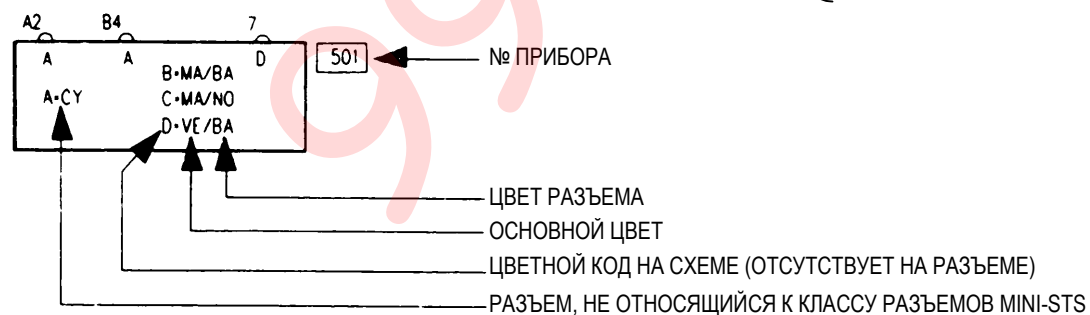 A2 B4 7
A A D 501 № ПРИБОРА
B=MA/BA
A=CY C=MA/NO
D=VE/BA
ЦВЕТ РАЗЪЕМА
ОСНОВНОЙ ЦВЕТ
ЦВЕТНОЙ КОД НА СХЕМЕ (ОТСУТСТВУЕТ НА РАЗЪЕМЕ)
РАЗЪЕМ, НЕ ОТНОСЯЩИЙСЯ К КЛАССУ РАЗЪЕМОВ MINI-STS